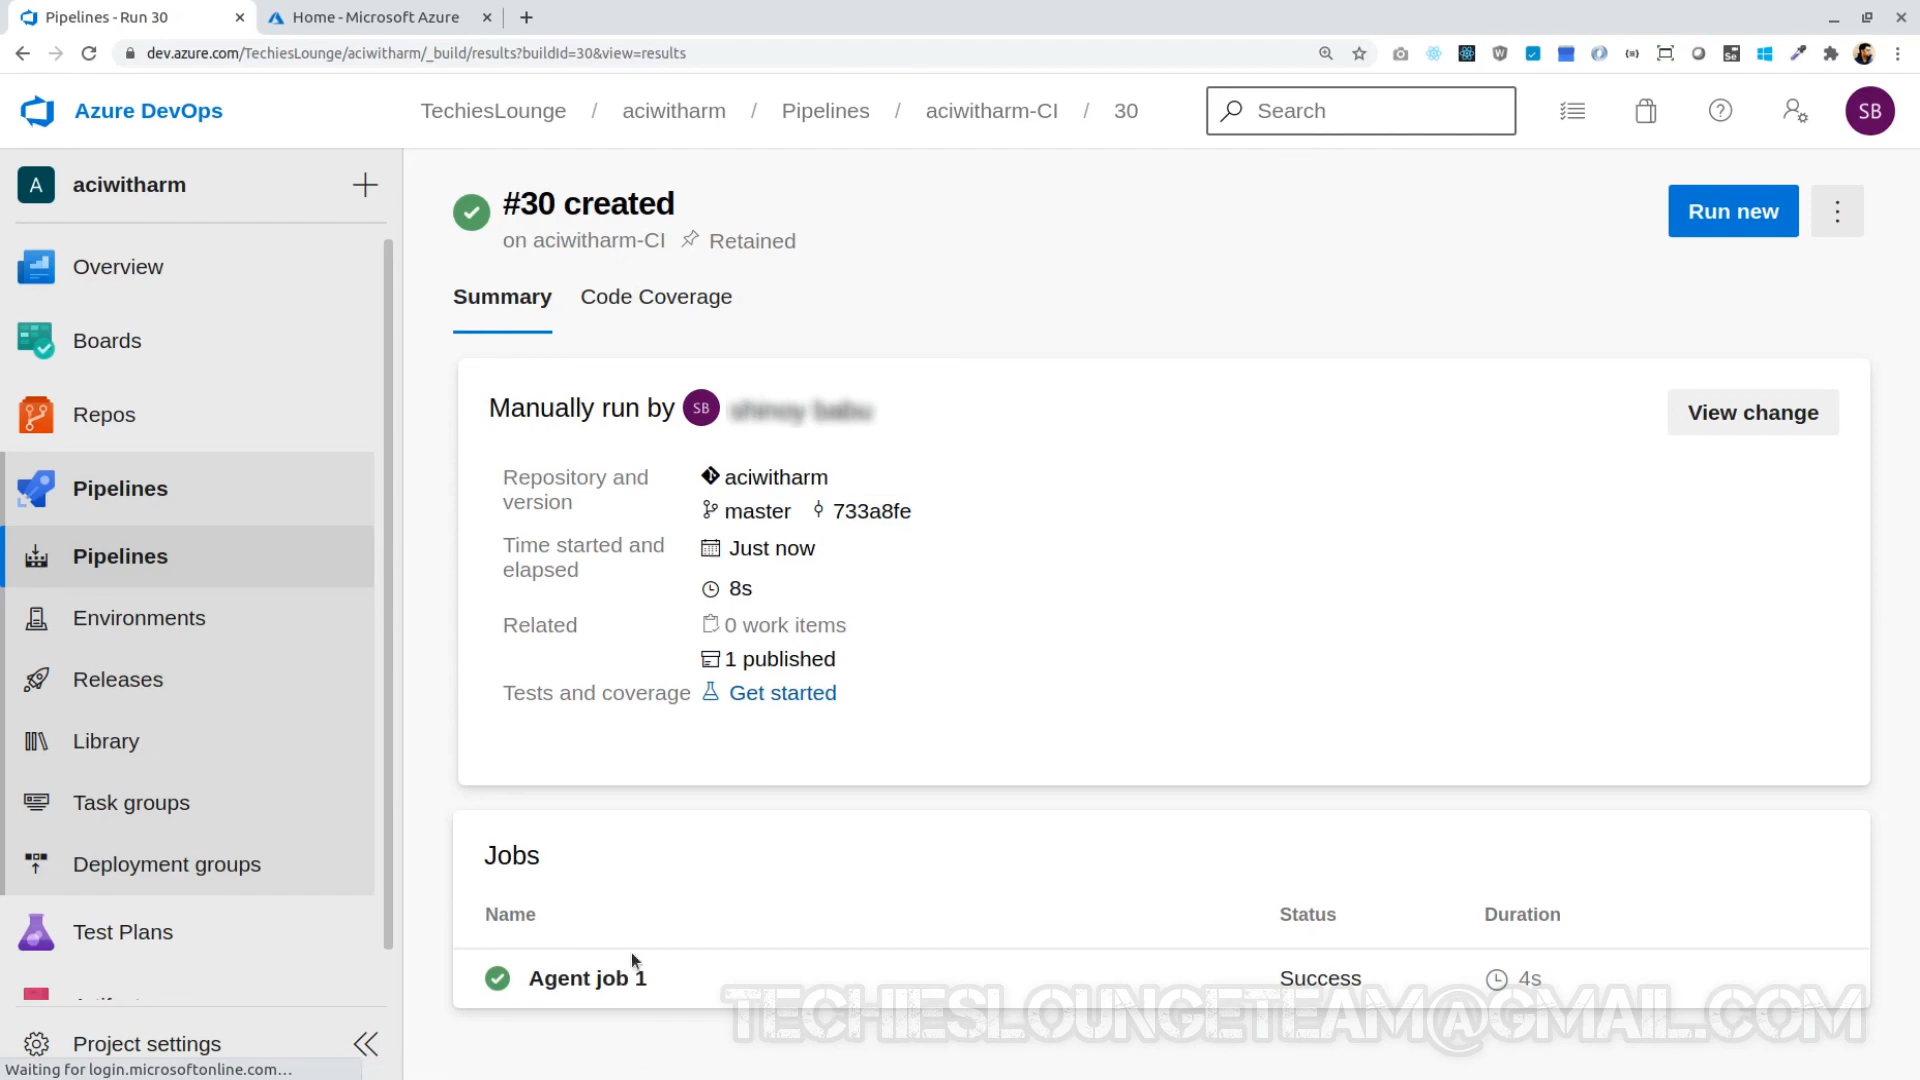 Pipelines - Run 30
Home - Microsoft Azure
dev.azure.com/TechiesLounge/aciwitharm/_build/results?buildId=30&view=results
Azure DevOps
TechiesLounge / aciwitharm / Pipelines / aciwitharm-CI / 30
Search
SB
A
aciwitharm
Overview
Boards
Repos
Pipelines
Pipelines
Environments
Releases
Library
Task groups
Deployment groups
Test Plans
Project settings
Waiting for login.microsoftonline.com...
#30 created
on aciwitharm-CI Retained
Run new
Summary Code Coverage
Manually run by SB
View change
Repository and version
aciwitharm
master 733a8fe
Time started and elapsed
Just now
8s
Related
0 work items
1 published
Tests and coverage
Get started
Jobs
Name Status Duration
Agent job 1 Success 4s
TECHIESLOUNGETEAM@GMAIL.COM